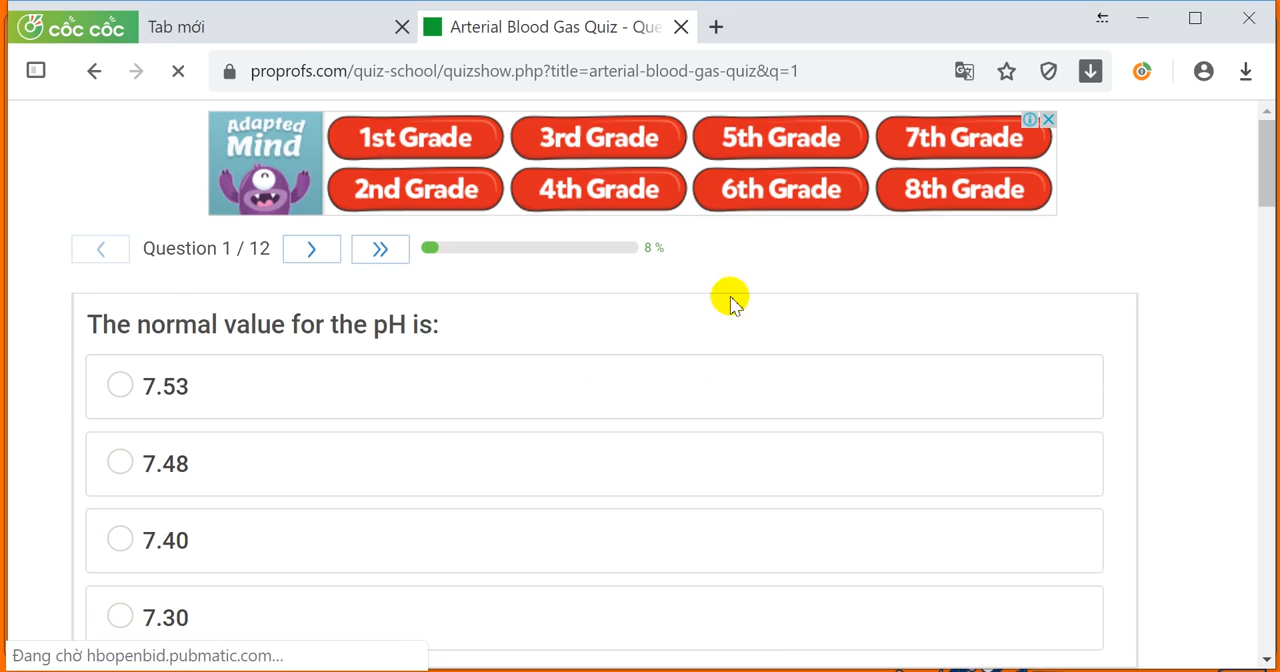 cốc cốc
Tab mới
Arterial Blood Gas Quiz - Que
proprofs.com/quiz-school/quizshow.php?title=arterial-blood-gas-quiz&q=1
Adapted Mind
1st Grade 3rd Grade 5th Grade 7th Grade
2nd Grade 4th Grade 6th Grade 8th Grade
Question 1 / 12
8 %
The normal value for the pH is:
7.53
7.48
7.40
7.30
Đang chờ hbopenbid.pubmatic.com...